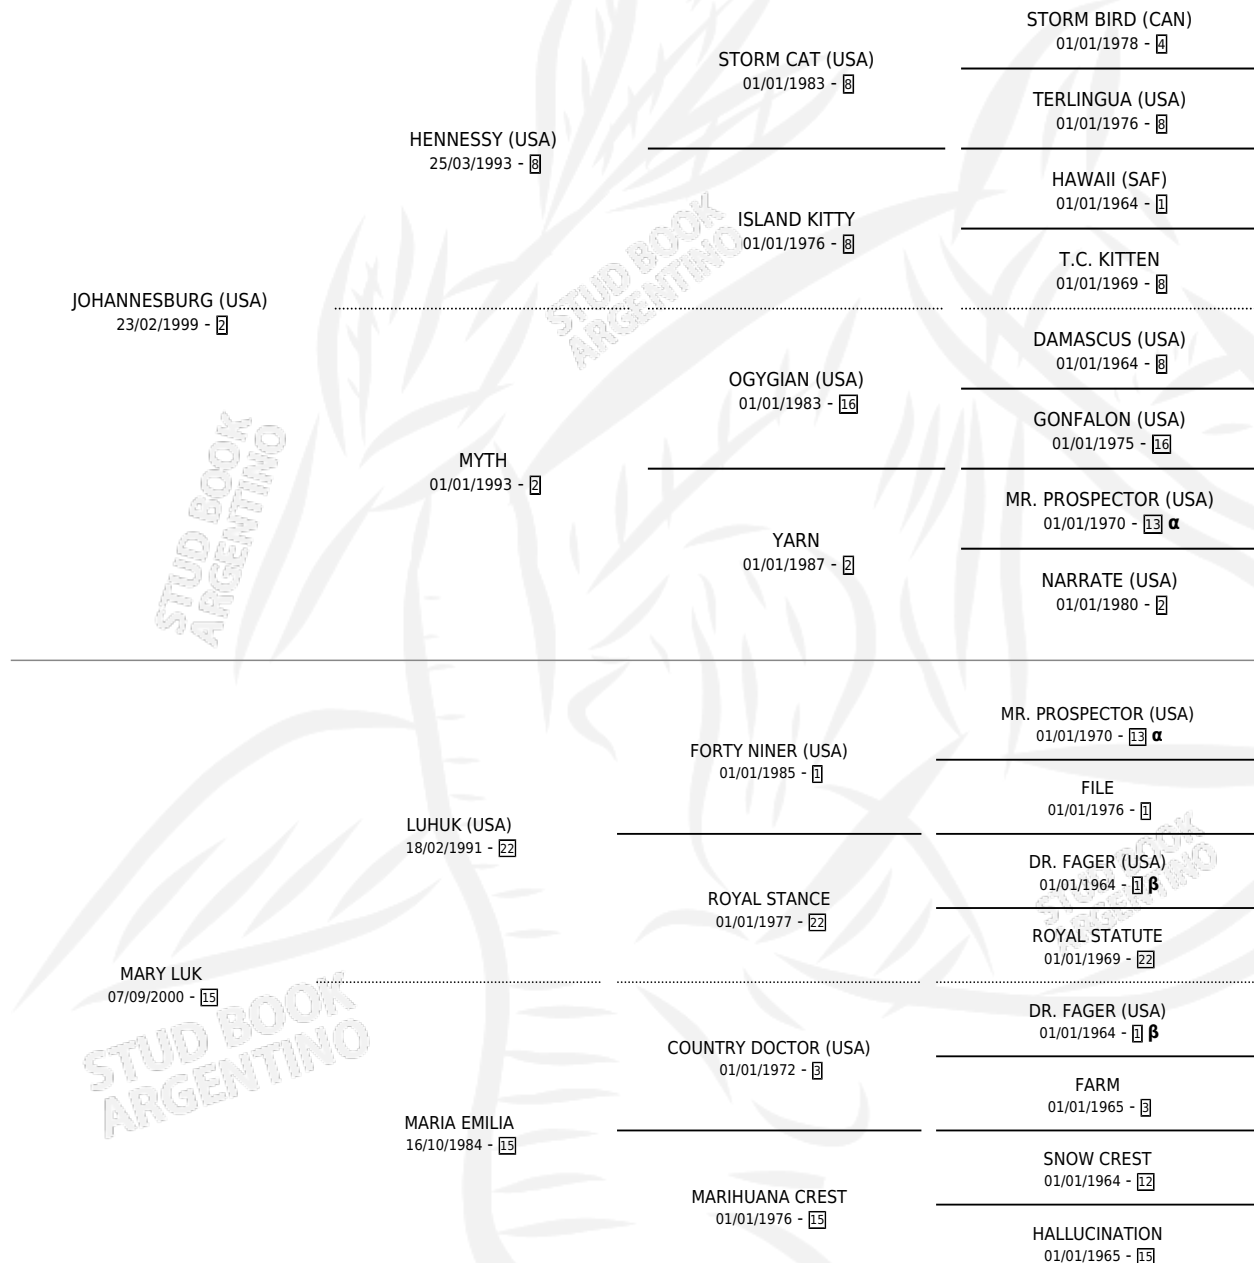 STORM BIRD (CAN)
01/01/1978 - 4
STORM CAT (USA)
01/01/1983 - 8
TERLINGUA (USA)
01/01/1976 - 8
HENNESSY (USA)
25/03/1993 - 8
HAWAII (SAF)
01/01/1964 - 1
ISLAND KITTY
01/01/1976 - 8
T.C. KITTEN
01/01/1969 - 8
JOHANNESBURG (USA)
23/02/1999 - 2
DAMASCUS (USA)
01/01/1964 - 8
OGYGIAN (USA)
01/01/1983 - 16
GONFALON (USA)
01/01/1975 - 16
MYTH
01/01/1993 - 2
MR. PROSPECTOR (USA)
01/01/1970 - 13 α
YARN
01/01/1987 - 2
NARRATE (USA)
01/01/1980 - 2
MR. PROSPECTOR (USA)
01/01/1970 - 13 α
FORTY NINER (USA)
01/01/1985 - 1
FILE
01/01/1976 - 1
LUHUK (USA)
18/02/1991 - 22
DR. FAGER (USA)
01/01/1964 - 1 β
ROYAL STANCE
01/01/1977 - 22
ROYAL STATUTE
01/01/1969 - 22
MARY LUK
07/09/2000 - 15
DR. FAGER (USA)
01/01/1964 - 1 β
COUNTRY DOCTOR (USA)
01/01/1972 - 3
FARM
01/01/1965 - 3
MARIA EMILIA
16/10/1984 - 15
SNOW CREST
01/01/1964 - 12
MARIHUANA CREST
01/01/1976 - 15
HALLUCINATION
01/01/1965 - 15
STUD BOOK
ARGENTINO
STUD BOOK
ARGENTINO
STUD BOOK
ARGENTINO
STUD BOOK
ARGENTINO